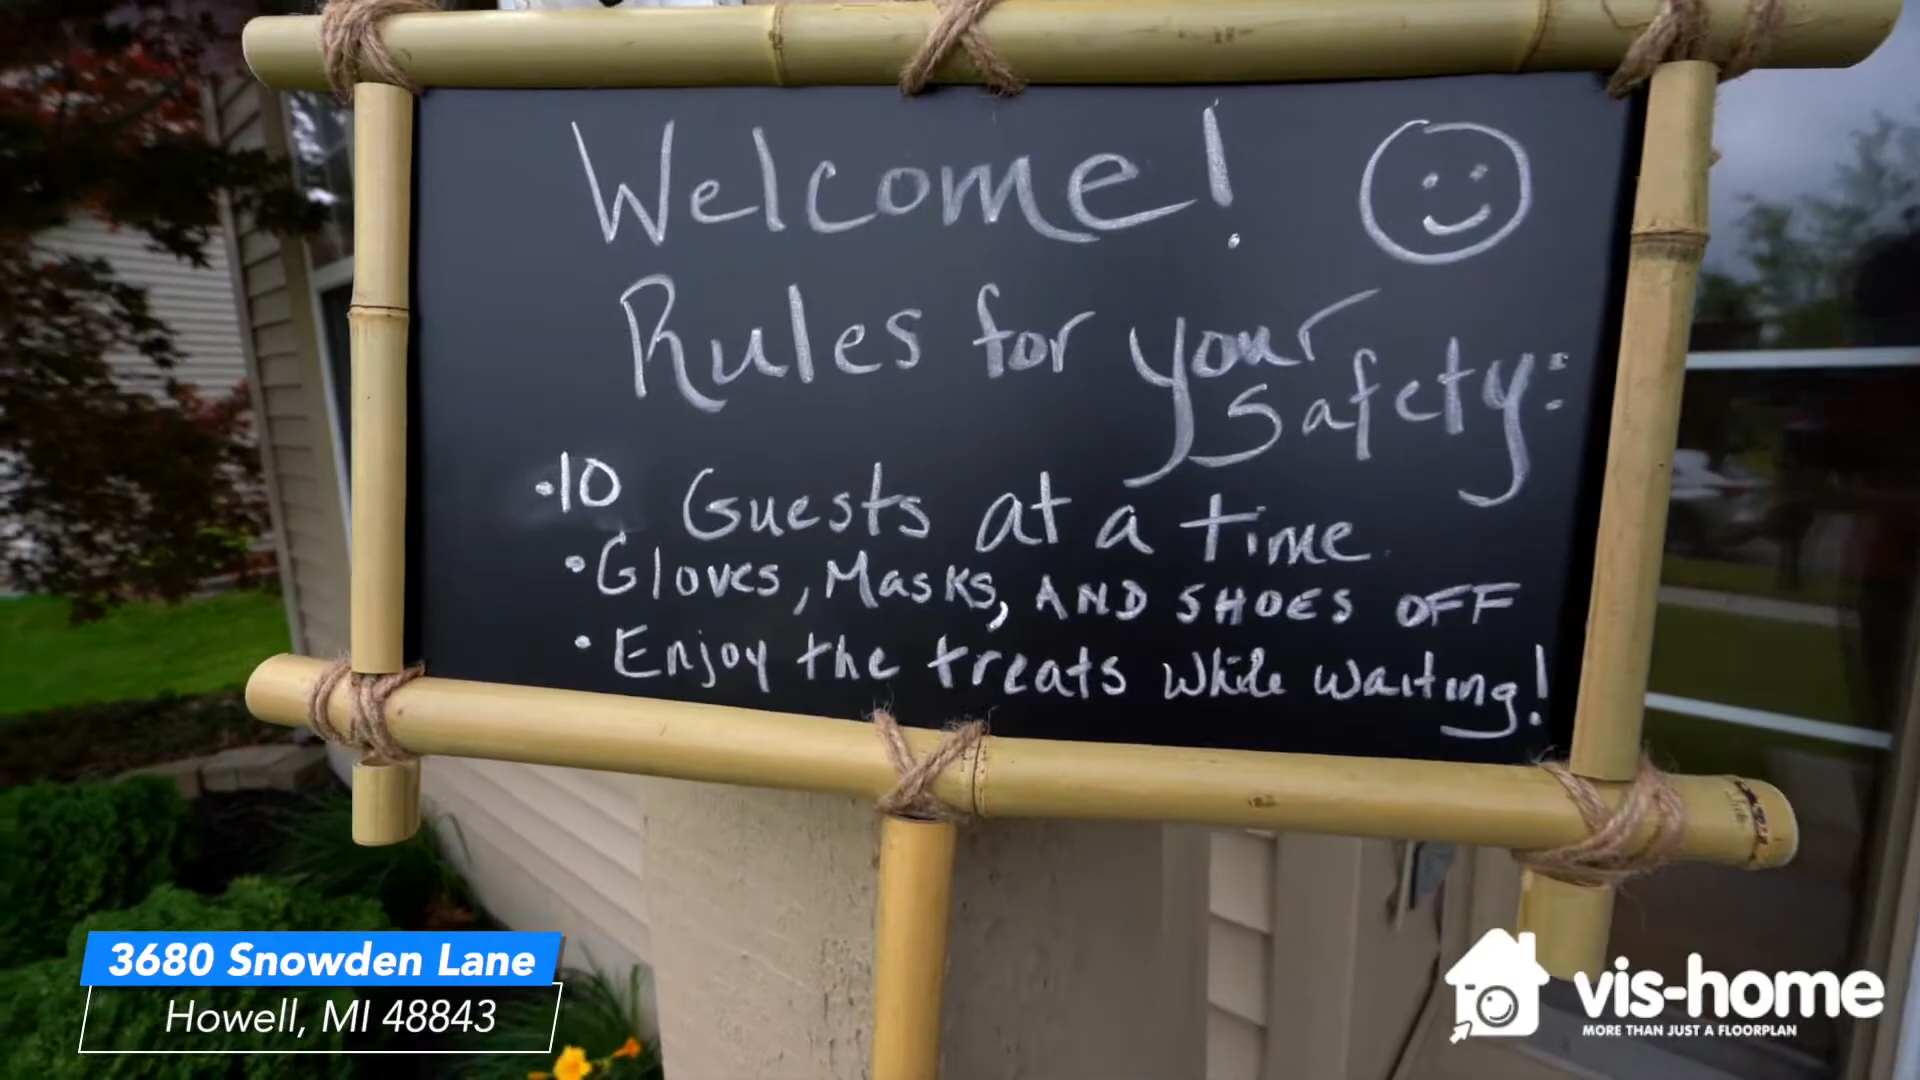 Welcome!
Rules for your
Safety:
•10 Guests at a time
•Gloves, Masks, AND SHOES OFF
•Enjoy the treats while waiting!
3680 Snowden Lane
Howell, MI 48843
vis-home
MORE THAN JUST A FLOORPLAN